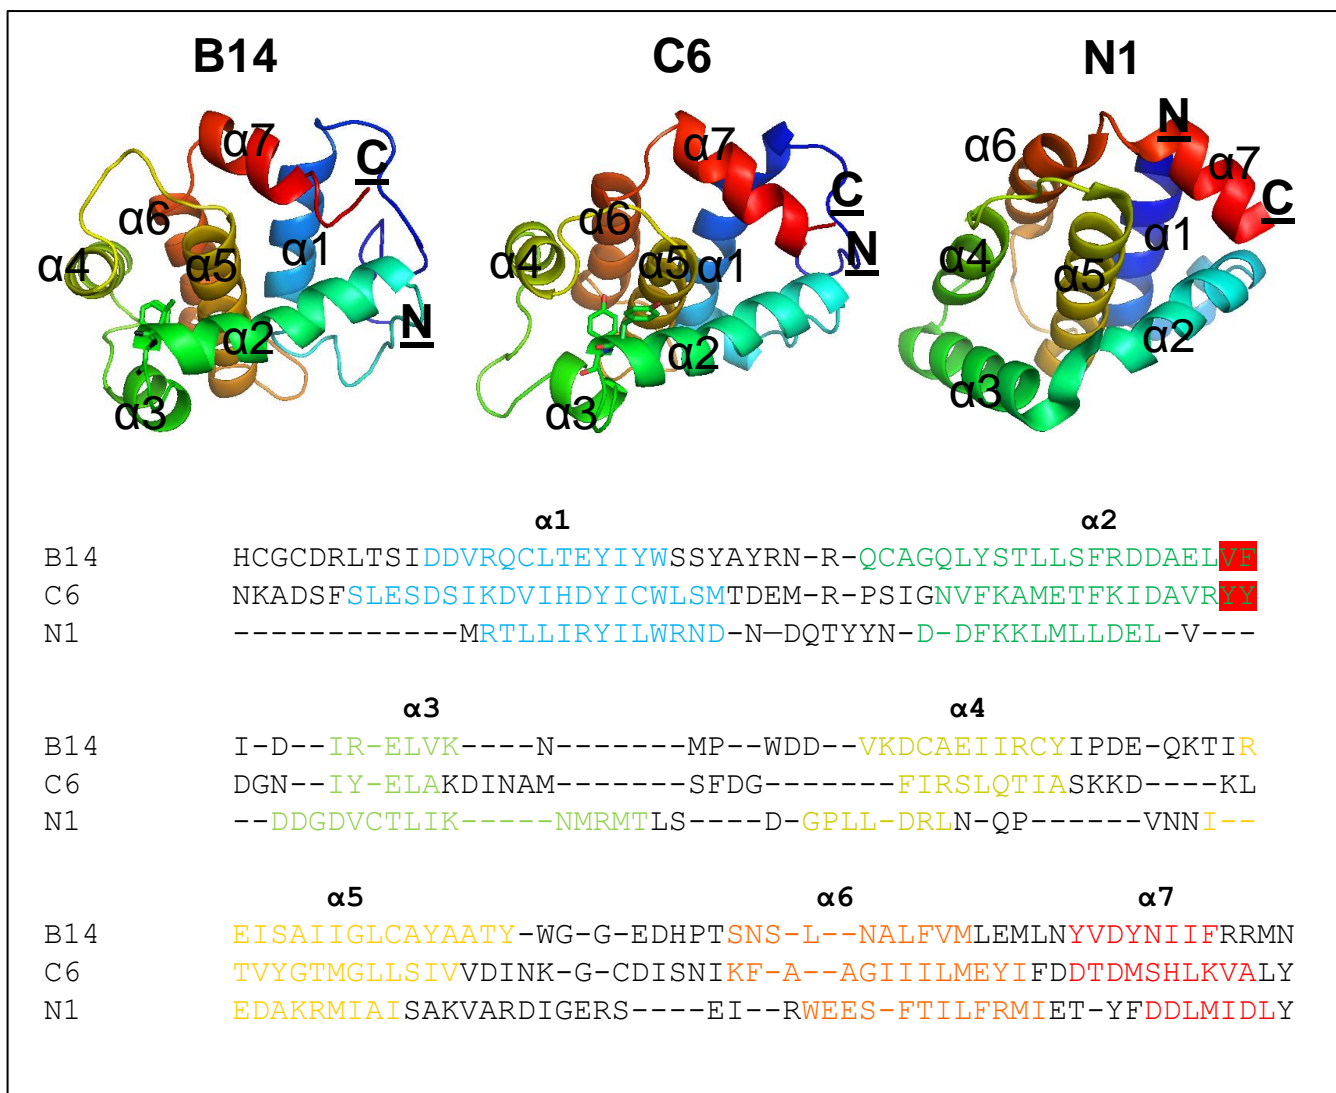 B14 C6 N1
α7 C α6 α5 α4 α1 N α2 α3
α7 C N α6 α5 α4 α1 α2 α3
N α6 α7 C α1 α4 α5 α2 α3
α1 α2
B14 HCGCDRLTSIDDVRQCLTEYIYWSSYAYRN-R-QCAGQLYSTLLSFRDDAELVF
C6 NKADSFSLESDSIKDVIHDYICWLSMTDEM-R-PSIGNVFKAMETFKIDAVRYY
N1 ------------MRTLLIRYILWRND-N—DQTYYN-D-DFKKLMLLDEL-V---
α3 α4
B14 I-D--IR-ELVK----N-------MP--WDD--VKDCAEIIRCYIPDE-QKTIR
C6 DGN--IY-ELAKDINAM-------SFDG-------FIRSLQTIASKKD----KL
N1 --DDGDVCTLIK-----NMRMTLS----D-GPLL-DRLN-QP------VNNI--
α5 α6 α7
B14 EISAIIGLCAYAATY-WG-G-EDHPTSNS-L--NALFVMLEMLNYVDYNIIFRRMN
C6 TVYGTMGLLSIVVDINK-G-CDISNIKF-A--AGIIILMEYIFDDTDMSHLKVALY
N1 EDAKRMIAISAKVARDIGERS----EI--RWEES-FTILFRMIET-YFDDLMIDLY